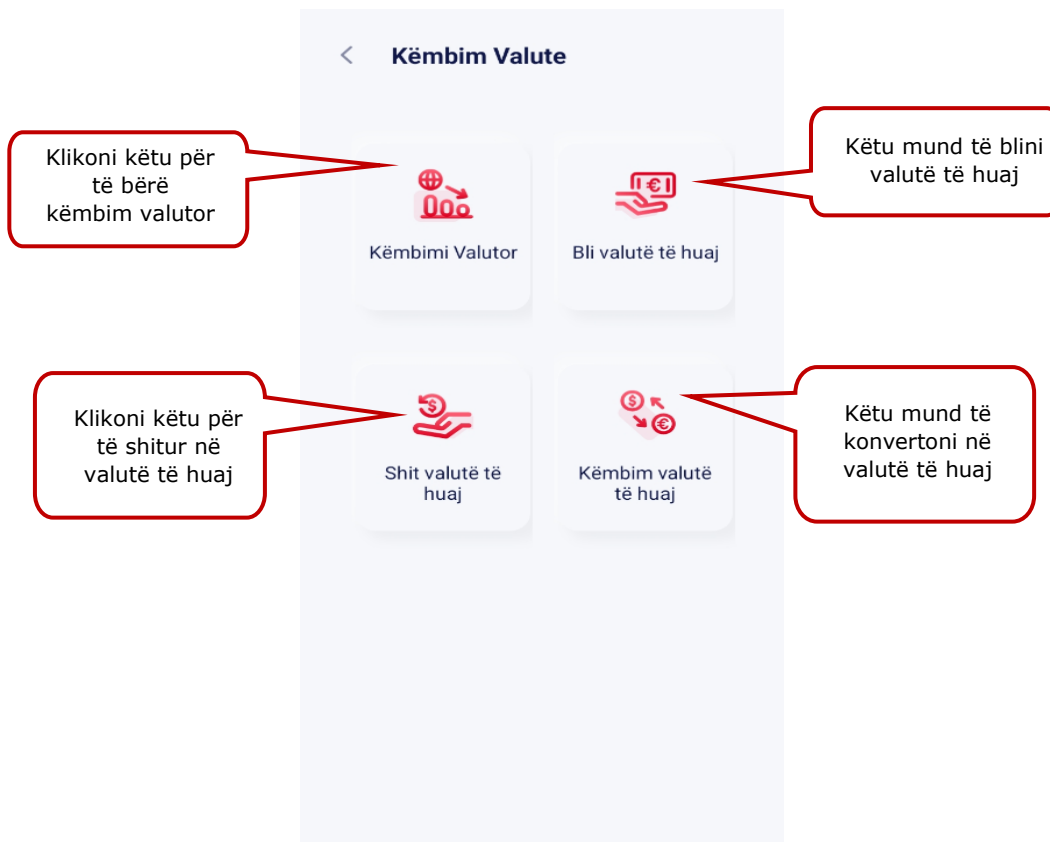 Këmbim Valute
Klikoni këtu për
të bërë
këmbim valutor
Këtu mund të blini
valutë të huaj
Këmbimi Valutor
Bli valutë të huaj
Klikoni këtu për
të shitur në
valutë të huaj
Këtu mund të
konvertoni në
valutë të huaj
Shit valutë të
huaj
Këmbim valutë
të huaj